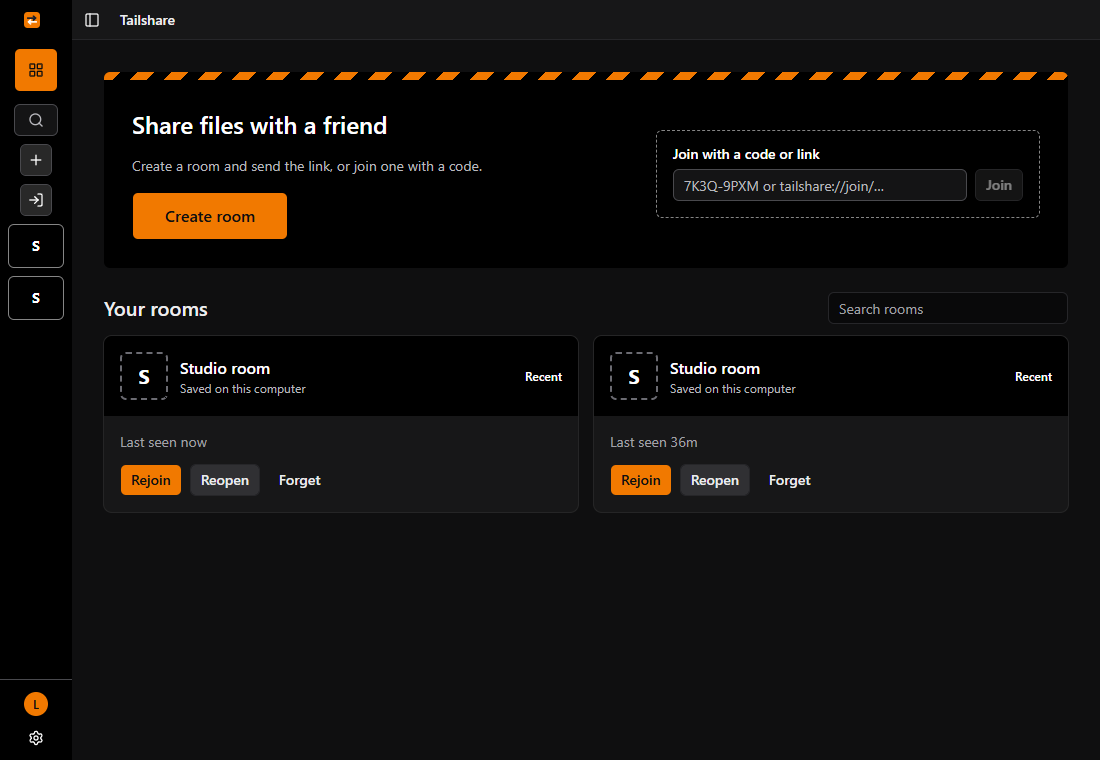 Tailshare
Share files with a friend
Create a room and send the link, or join one with a code.
Create room
Join with a code or link
7K3Q-9PXM or tailshare://join/...
Join
S
S
Your rooms
Search rooms
S
Studio room
Saved on this computer
Recent
Last seen now
Rejoin
Reopen
Forget
S
Studio room
Saved on this computer
Recent
Last seen 36m
Rejoin
Reopen
Forget
L